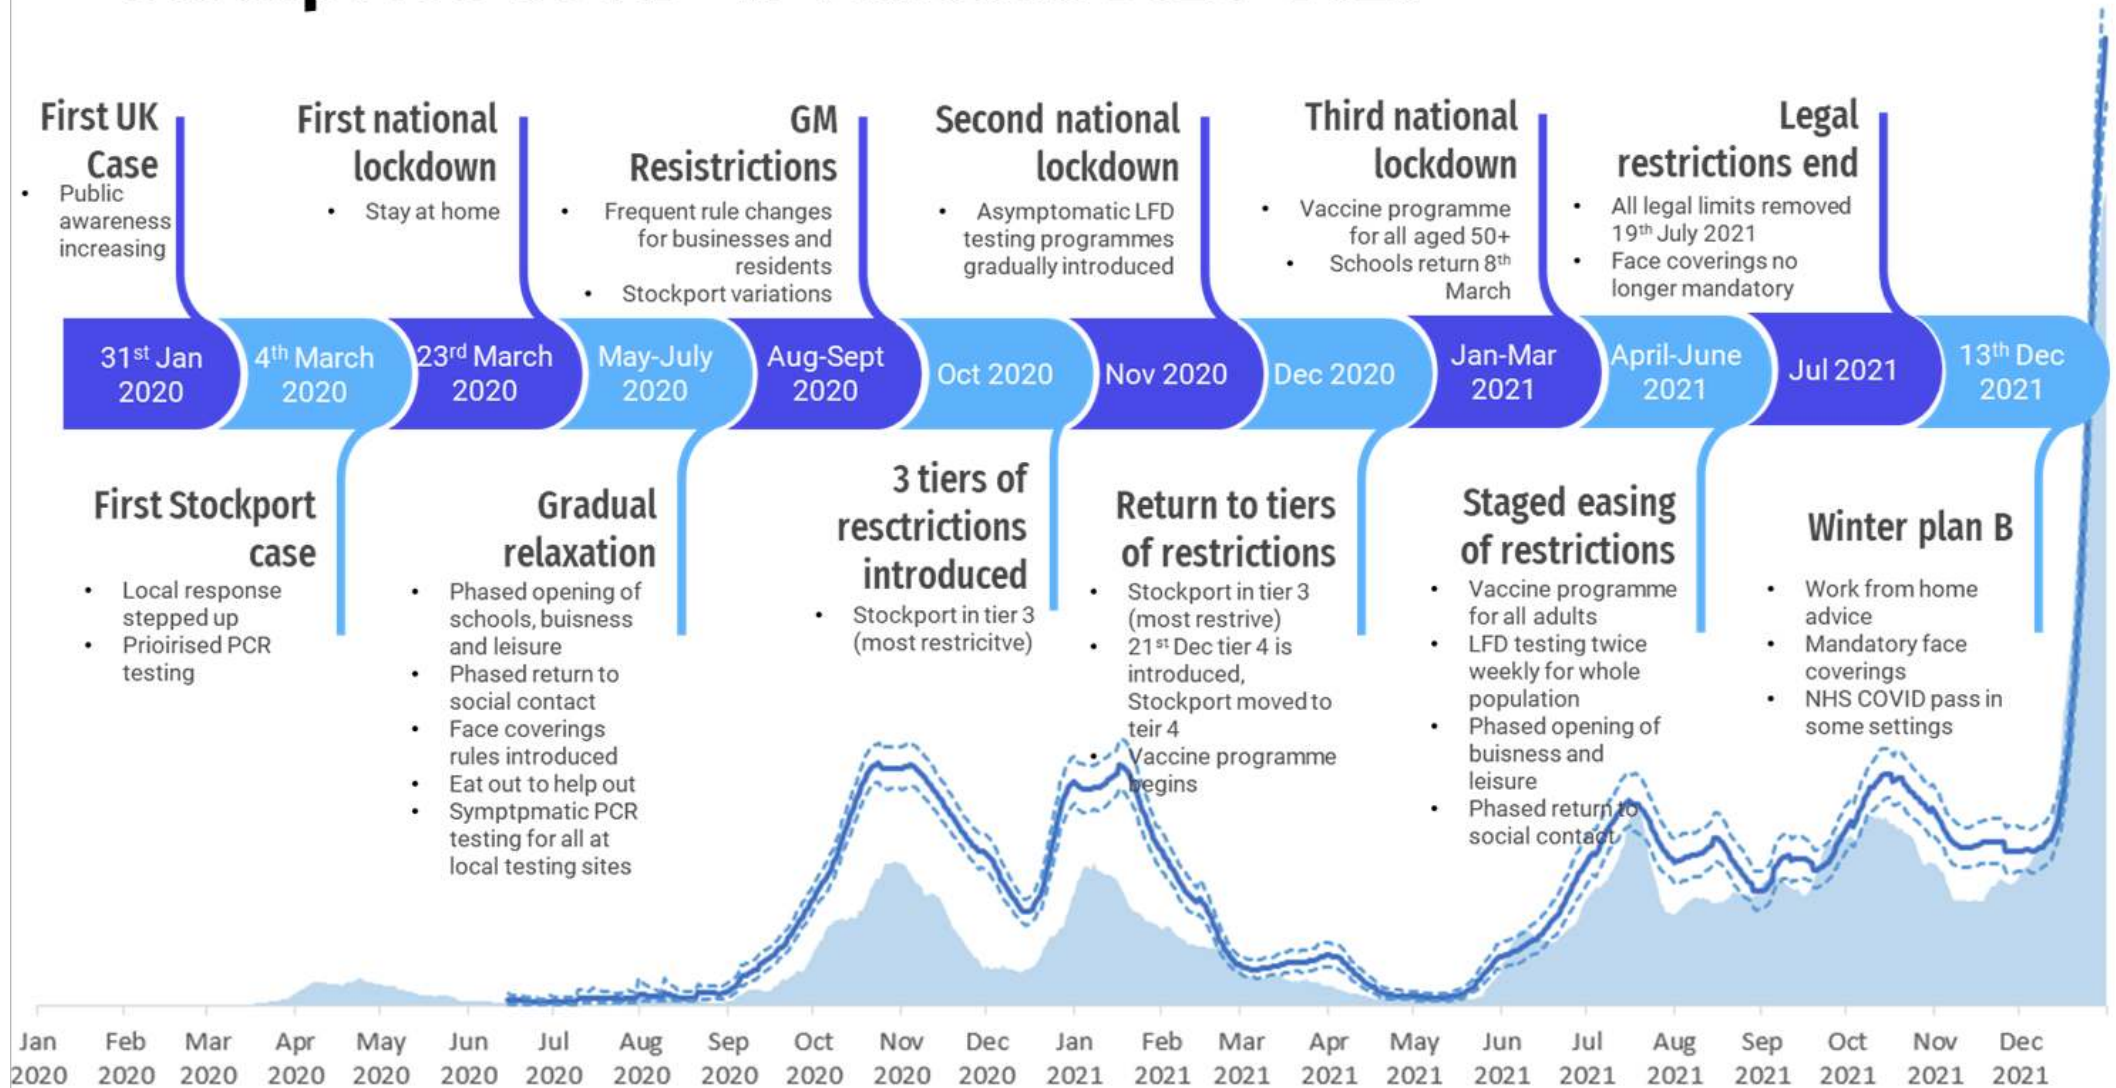 First UK
Case
• Public
awareness
increasing
First national
lockdown
• Stay at home
GM
Resistrictions
• Frequent rule changes
for businesses and
residents
• Stockport variations
Second national
lockdown
• Asymptomatic LFD
testing programmes
gradually introduced
Third national
lockdown
• Vaccine programme
for all aged 50+
• Schools return 8th
March
Legal
restrictions end
• All legal limits removed
19th July 2021
• Face coverings no
longer mandatory
31st Jan
2020
4th March
2020
23rd March
2020
May-July
2020
Aug-Sept
2020
Oct 2020
Nov 2020
Dec 2020
Jan-Mar
2021
April-June
2021
Jul 2021
13th Dec
2021
First Stockport
case
• Local response
stepped up
• Prioirised PCR
testing
Gradual
relaxation
• Phased opening of
schools, buisness
and leisure
• Phased return to
social contact
• Face coverings
rules introduced
• Eat out to help out
• Symptpmatic PCR
testing for all at
local testing sites
3 tiers of
resctrictions
introduced
• Stockport in tier 3
(most restricitve)
Return to tiers
of restrictions
• Stockport in tier 3
(most restrive)
• 21st Dec tier 4 is
introduced,
Stockport moved to
teir 4
• Vaccine programme
begins
Staged easing
of restrictions
• Vaccine programme
for all adults
• LFD testing twice
weekly for whole
population
• Phased opening of
buisness and
leisure
• Phased return to
social contact
Winter plan B
• Work from home
advice
• Mandatory face
coverings
• NHS COVID pass in
some settings
Jan Feb Mar Apr May Jun Jul Aug Sep Oct Nov Dec Jan Feb Mar Apr May Jun Jul Aug Sep Oct Nov Dec
2020 2020 2020 2020 2020 2020 2020 2020 2020 2020 2020 2020 2021 2021 2021 2021 2021 2021 2021 2021 2021 2021 2021 2021